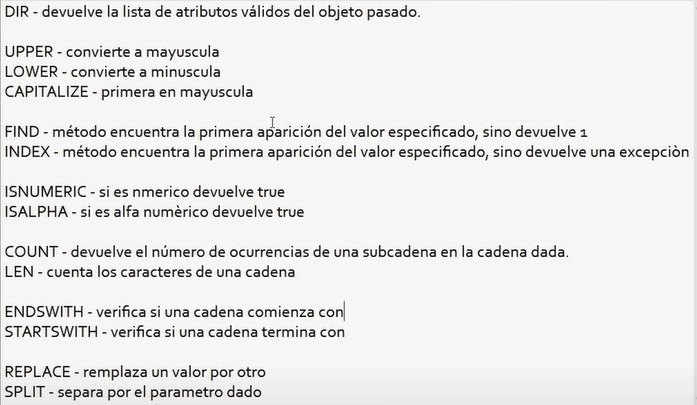 DIR - devuelve la lista de atributos válidos del objeto pasado.
UPPER - convierte a mayuscula
LOWER - convierte a minuscula
CAPITALIZE - primera en mayuscula
FIND - método encuentra la primera aparición del valor especificado, sino devuelve 1
INDEX - método encuentra la primera aparición del valor especificado, sino devuelve una excepciòn
ISNUMERIC - si es nmerico devuelve true
ISALPHA - si es alfa numèrico devuelve true
COUNT - devuelve el número de ocurrencias de una subcadena en la cadena dada.
LEN - cuenta los caracteres de una cadena
ENDSWITH - verifica si una cadena comienza con
STARTSWITH - verifica si una cadena termina con
REPLACE - remplaza un valor por otro
SPLIT - separa por el parametro dado